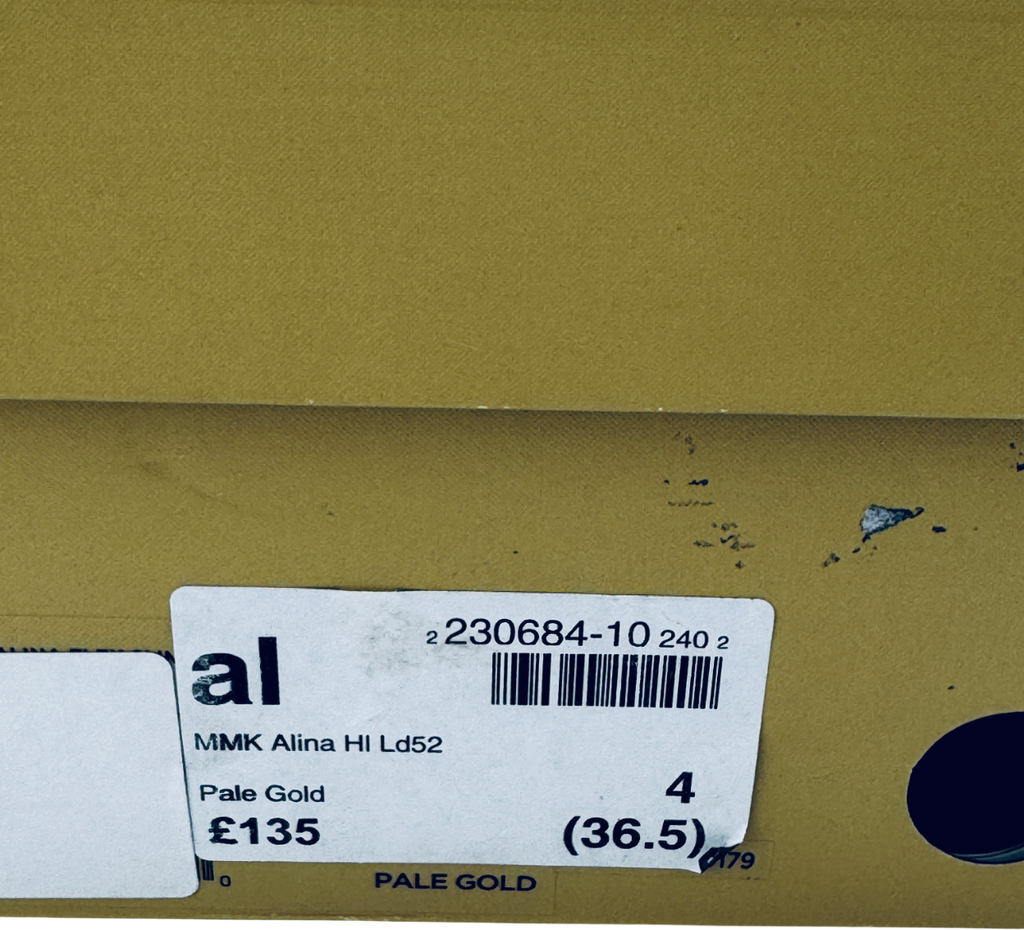 2 230684-10 240 2
al
MMK Alina HI Ld52
Pale Gold
4
£135
(36.5)
179
0
PALE GOLD